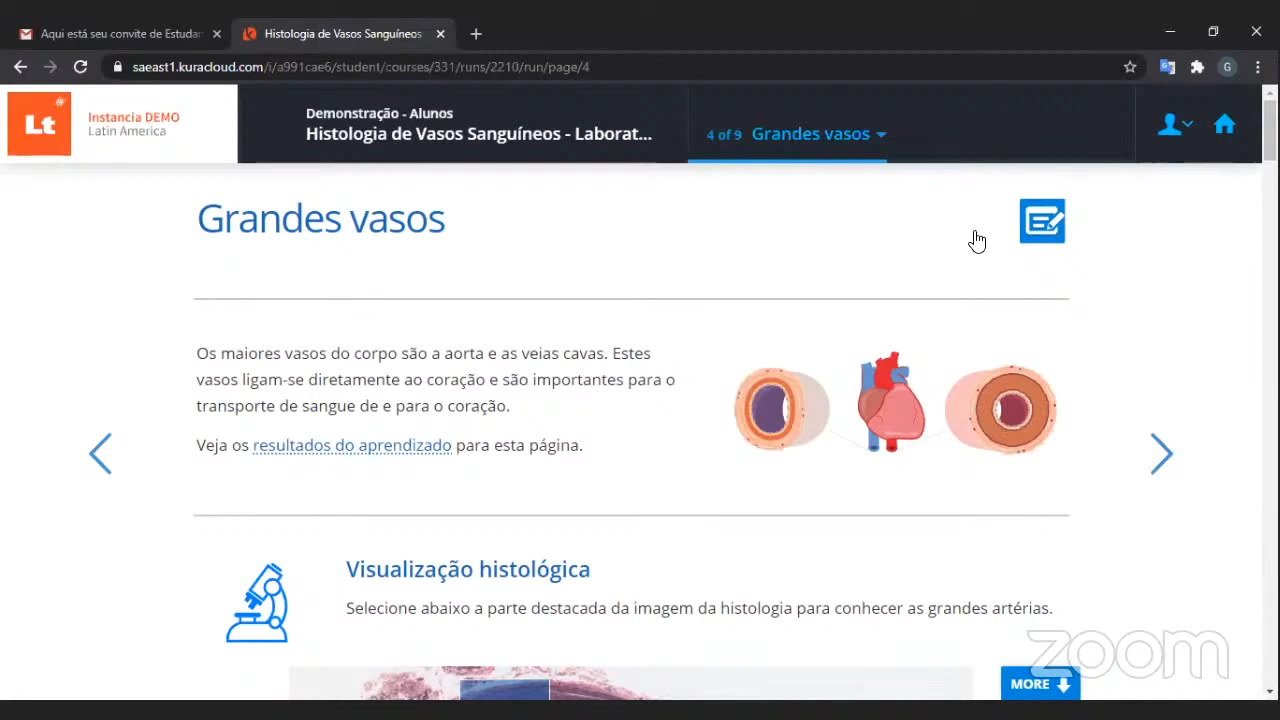 Aqui está seu convite de Estudar
Histologia de Vasos Sanguíneos
saeast1.kuracloud.com/i/a991cae6/student/courses/331/runs/2210/run/page/4
G
Lt
Instancia DEMO
Latin America
Demonstração - Alunos
Histologia de Vasos Sanguíneos - Laborat...
4 of 9 Grandes vasos
Grandes vasos
Os maiores vasos do corpo são a aorta e as veias cavas. Estes
vasos ligam-se diretamente ao coração e são importantes para o
transporte de sangue de e para o coração.
Veja os resultados do aprendizado para esta página.
Visualização histológica
Selecione abaixo a parte destacada da imagem da histologia para conhecer as grandes artérias.
zoom
MORE